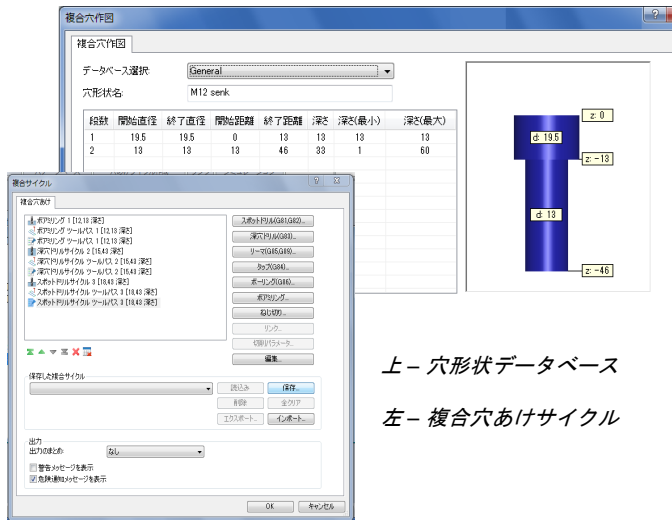 複合穴作図
複合穴作図
データベース選択: General
穴形状名: M12 senk
段数 開始直径 終了直径 開始距離 終了距離 深さ 深さ(最小) 深さ(最大)
1 19.5 19.5 0 13 13 13 13
2 13 13 13 46 33 1 60
z: 0
d: 19.5
z: -13
d: 13
z: -46
複合サイクル
複合穴あけ
ボアミリング 1 [12,13 深さ]
ボアミリング ツールパス 1 [12,13 深さ]
ボアミリング ツールパス 1 [12,13 深さ]
深穴ドリルサイクル 2 [15,43 深さ]
深穴ドリルサイクル ツールパス 2 [15,43 深さ]
深穴ドリルサイクル ツールパス 2 [15,43 深さ]
スポットドリルサイクル 3 [18,43 深さ]
スポットドリルサイクル ツールパス 3 [18,43 深さ]
スポットドリルサイクル ツールパス 3 [18,43 深さ]
スポットドリル(G81,G82)...
深穴ドリル(G83)...
リーマ(G85,G89)...
タップ(G84)...
ボーリング(G86)...
ボアミリング...
ねじ切り...
リンク...
切削パラメータ...
編集...
保存した複合サイクル
読込み 保存...
削除 全クリア
エクスポート... インポート...
出力
出力のまとめ: なし
警告メッセージを表示
危険通知メッセージを表示
OK キャンセル
上 – 穴形状データベース
左 – 複合穴あけサイクル